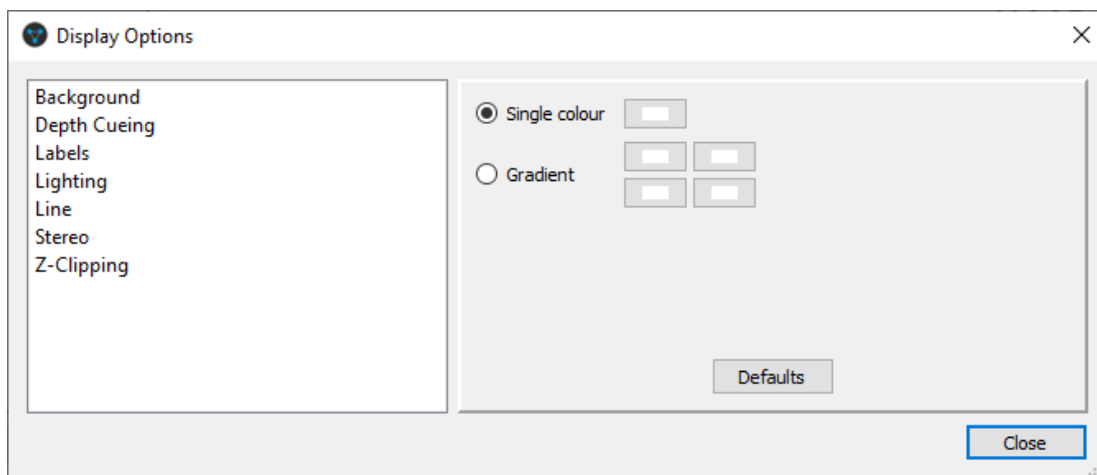 Display Options
Background
Depth Cueing
Labels
Lighting
Line
Stereo
Z-Clipping
Single colour
Gradient
Defaults
Close